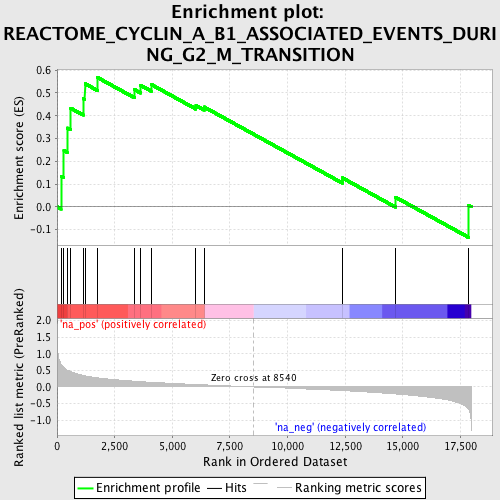 Enrichment plot:
REACTOME_CYCLIN_A_B1_ASSOCIATED_EVENTS_DURI
NG_G2_M_TRANSITION
Enrichment score (ES)
0.6
0.5
0.4
0.3
0.2
0.1
0.0
-0.1
'na_pos' (positively correlated)
Ranked list metric (PreRanked)
2.0
1.5
1.0
0.5
0.0
-0.5
-1.0
Zero cross at 8540
'na_neg' (negatively correlated)
0 2,500 5,000 7,500 10,000 12,500 15,000 17,500
Rank in Ordered Dataset
Enrichment profile Hits Ranking metric scores